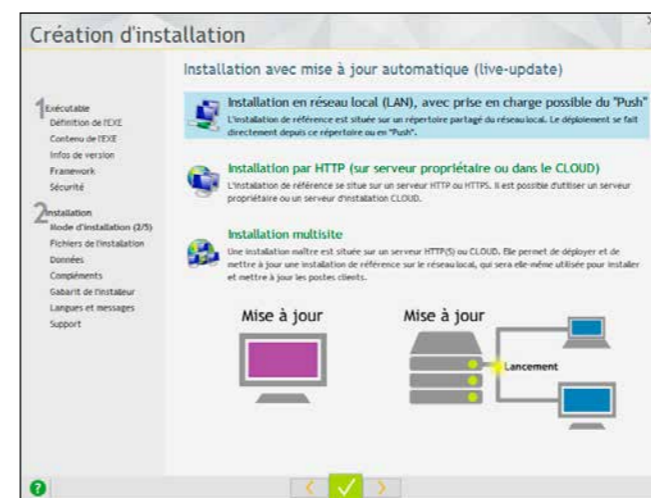 Création d'installation
Installation avec mise à jour automatique (live-update)
1 Exécutable
Définition de l'EXE
Contenu de l'EXE
Infos de version
Framework
Sécurité
2 Installation
Mode d'installation (2/5)
Fichiers de l'installation
Données
Compléments
Gabarit de l'installeur
Langues et messages
Support
Installation en réseau local (LAN), avec prise en charge possible du "Push"
L'installation de référence est située sur un répertoire partagé du réseau local. Le déploiement se fait
directement depuis ce répertoire ou en "Push".
Installation par HTTP (sur serveur propriétaire ou dans le CLOUD)
L'installation de référence se situe sur un serveur HTTP ou HTTPS. Il est possible d'utiliser un serveur
propriétaire ou un serveur d'installation CLOUD.
Installation multisite
Une installation maître est située sur un serveur HTTP(S) ou CLOUD. Elle permet de déployer et de
mettre à jour une installation de référence sur le réseau local, qui sera elle-même utilisée pour installer
et mettre à jour les postes clients.
Mise à jour
Mise à jour
Lancement
?